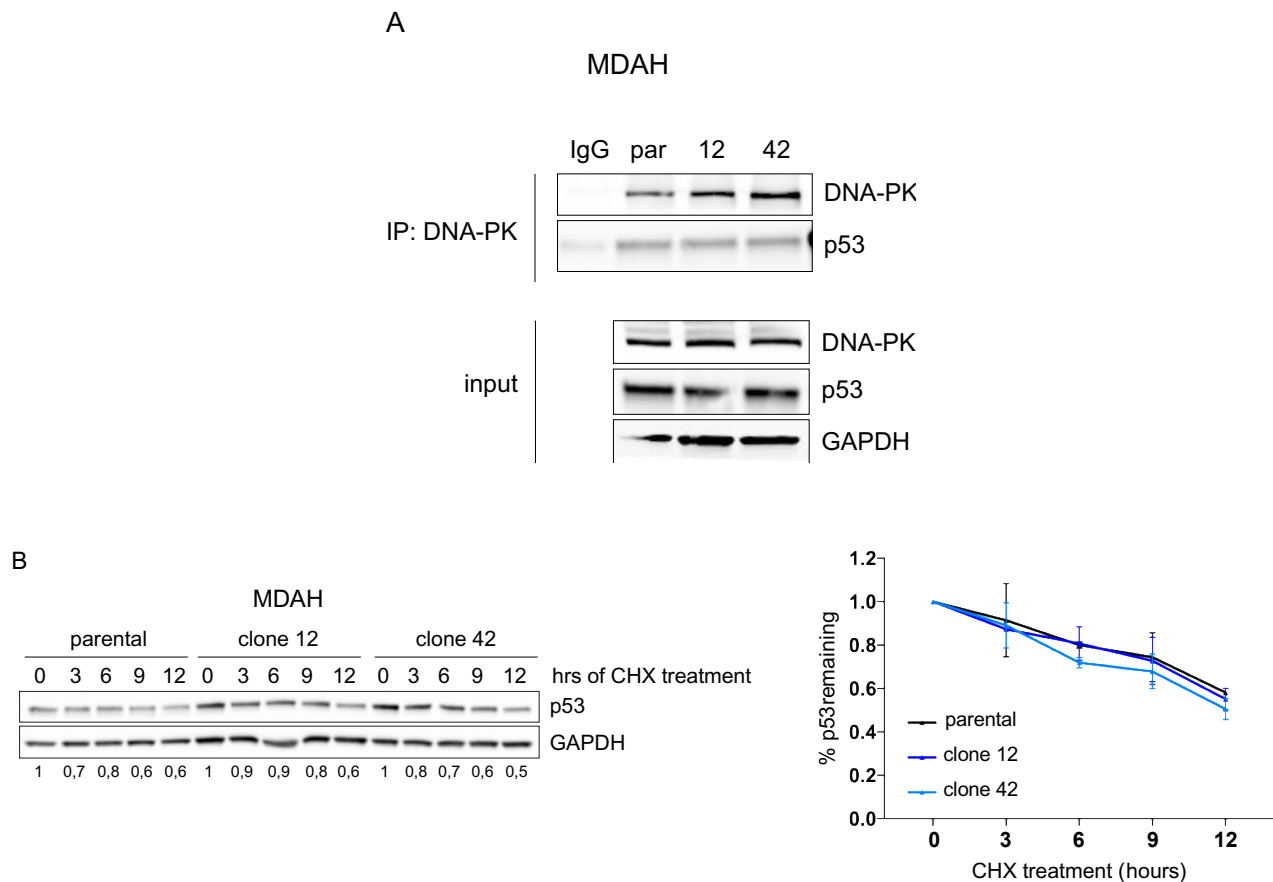 A
MDAH
IgG par 12 42
IP: DNA-PK
DNA-PK
p53
input
DNA-PK
p53
GAPDH
B
MDAH
parental clone 12 clone 42
0 3 6 9 12 0 3 6 9 12 0 3 6 9 12 hrs of CHX treatment
p53
GAPDH
1 0,7 0,8 0,6 0,6 1 0,9 0,9 0,8 0,6 1 0,8 0,7 0,6 0,5
% p53remaining
1.2
1.0
0.8
0.6
0.4
0.2
0.0
parental
clone 12
clone 42
0 3 6 9 12
CHX treatment (hours)